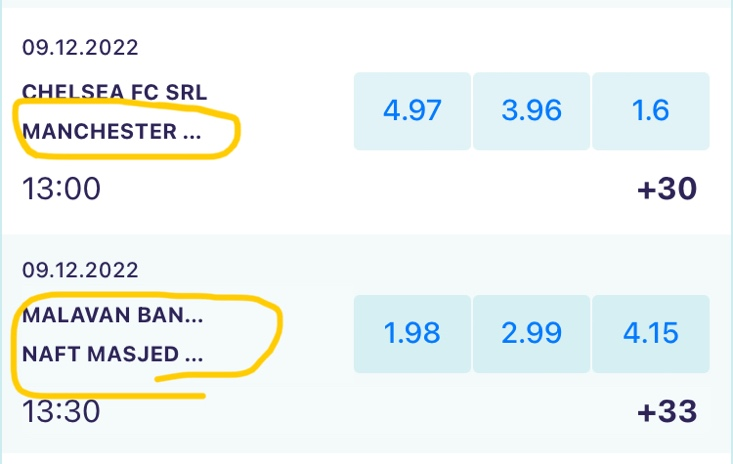 09.12.2022
CHELSEA FC SRL
MANCHESTER ...
4.97 3.96 1.6
13:00 +30
09.12.2022
MALAVAN BAN...
NAFT MASJED ...
1.98 2.99 4.15
13:30 +33